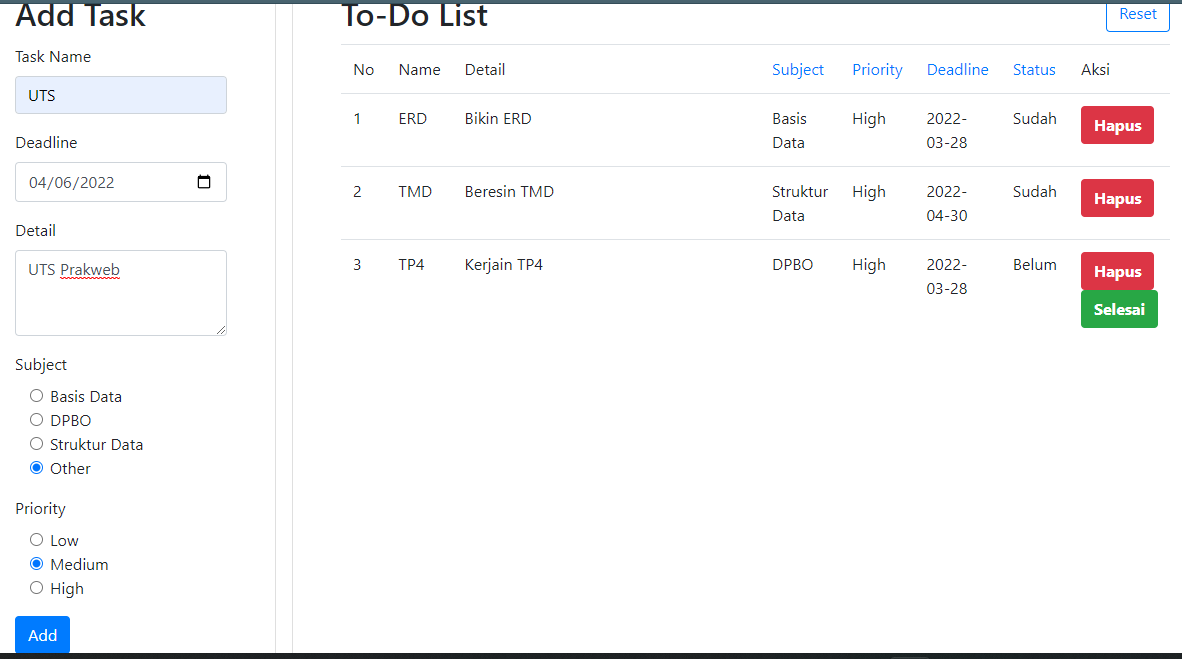 Add Task
Task Name
UTS
Deadline
04/06/2022
Detail
UTS Prakweb
Subject
Basis Data
DPBO
Struktur Data
Other
Priority
Low
Medium
High
Add
To-Do List
Reset
No Name Detail Subject Priority Deadline Status Aksi
1 ERD Bikin ERD Basis High 2022- Sudah Hapus
Data 03-28
2 TMD Beresin TMD Struktur High 2022- Sudah Hapus
Data 04-30
3 TP4 Kerjain TP4 DPBO High 2022- Belum Hapus
03-28
Selesai